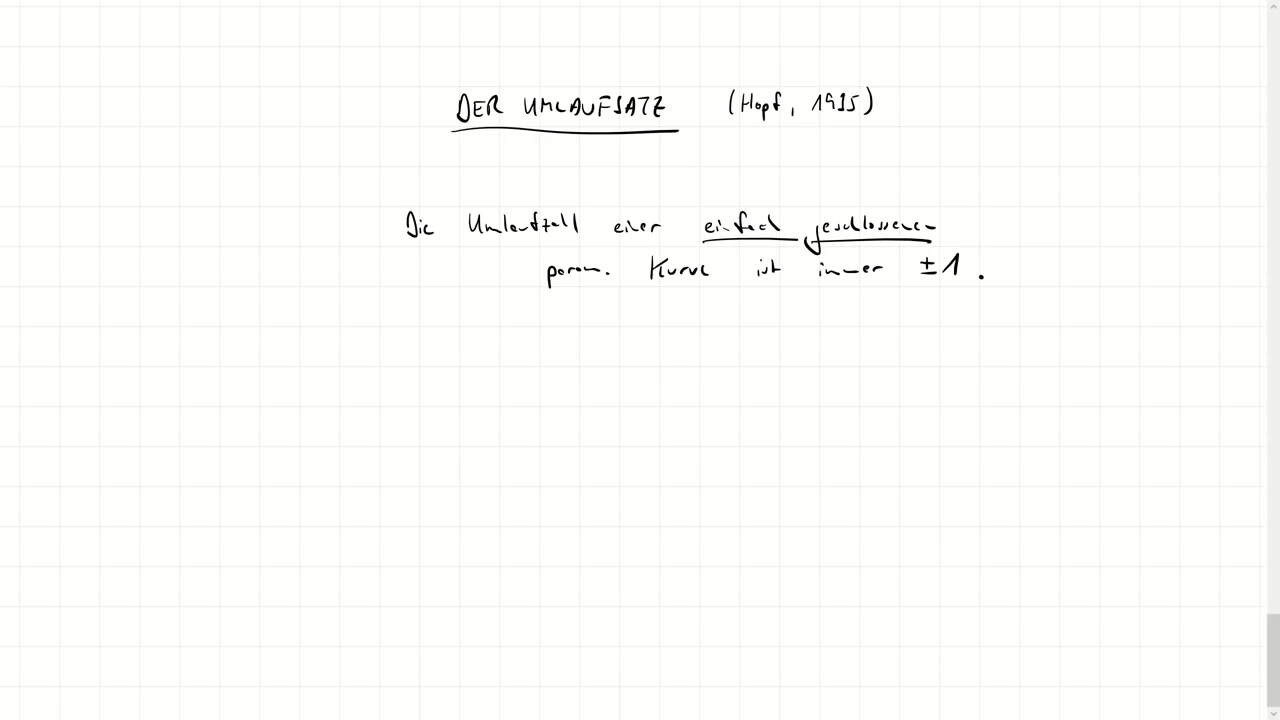 DER UMLAUFSATZ (Hopf, 1935)
Die Umlaufzahl einer einfach geschlossenen
param. Kurve ist immer ±1.